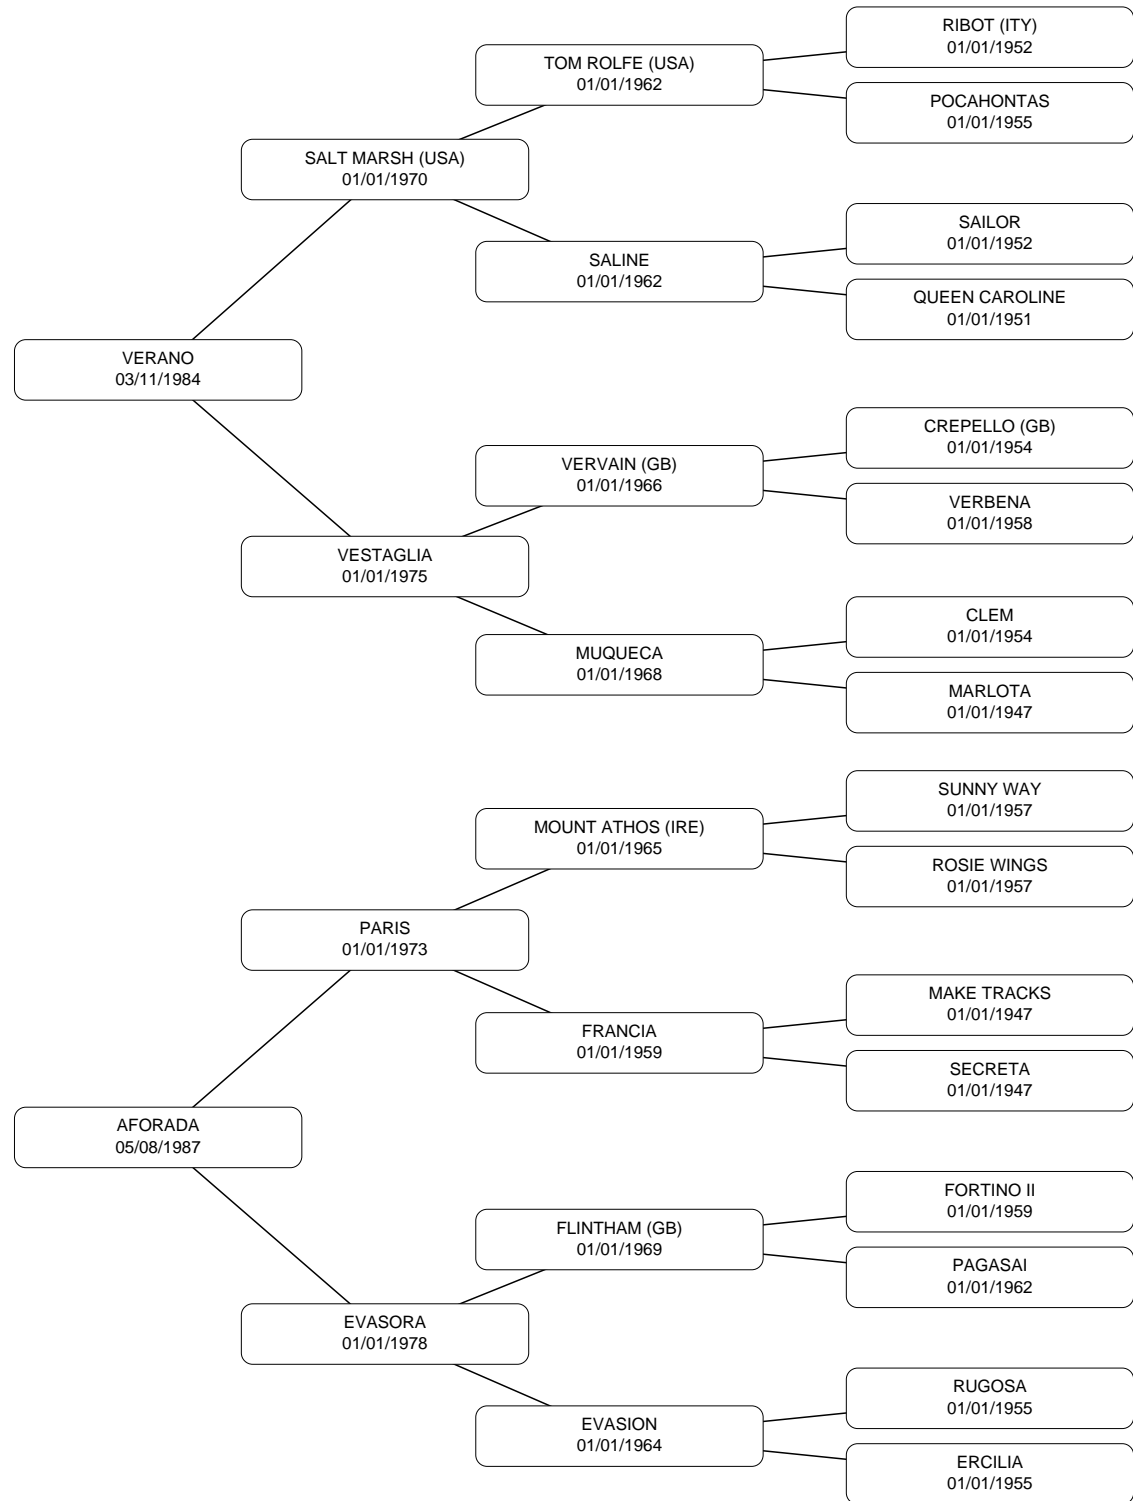 RIBOT (ITY)
01/01/1952
TOM ROLFE (USA)
01/01/1962
POCAHONTAS
01/01/1955
SALT MARSH (USA)
01/01/1970
SAILOR
01/01/1952
SALINE
01/01/1962
QUEEN CAROLINE
01/01/1951
VERANO
03/11/1984
CREPELLO (GB)
01/01/1954
VERVAIN (GB)
01/01/1966
VERBENA
01/01/1958
VESTAGLIA
01/01/1975
CLEM
01/01/1954
MUQUECA
01/01/1968
MARLOTA
01/01/1947
SUNNY WAY
01/01/1957
MOUNT ATHOS (IRE)
01/01/1965
ROSIE WINGS
01/01/1957
PARIS
01/01/1973
MAKE TRACKS
01/01/1947
FRANCIA
01/01/1959
SECRETA
01/01/1947
AFORADA
05/08/1987
FORTINO II
01/01/1959
FLINTHAM (GB)
01/01/1969
PAGASAI
01/01/1962
EVASORA
01/01/1978
RUGOSA
01/01/1955
EVASION
01/01/1964
ERCILIA
01/01/1955